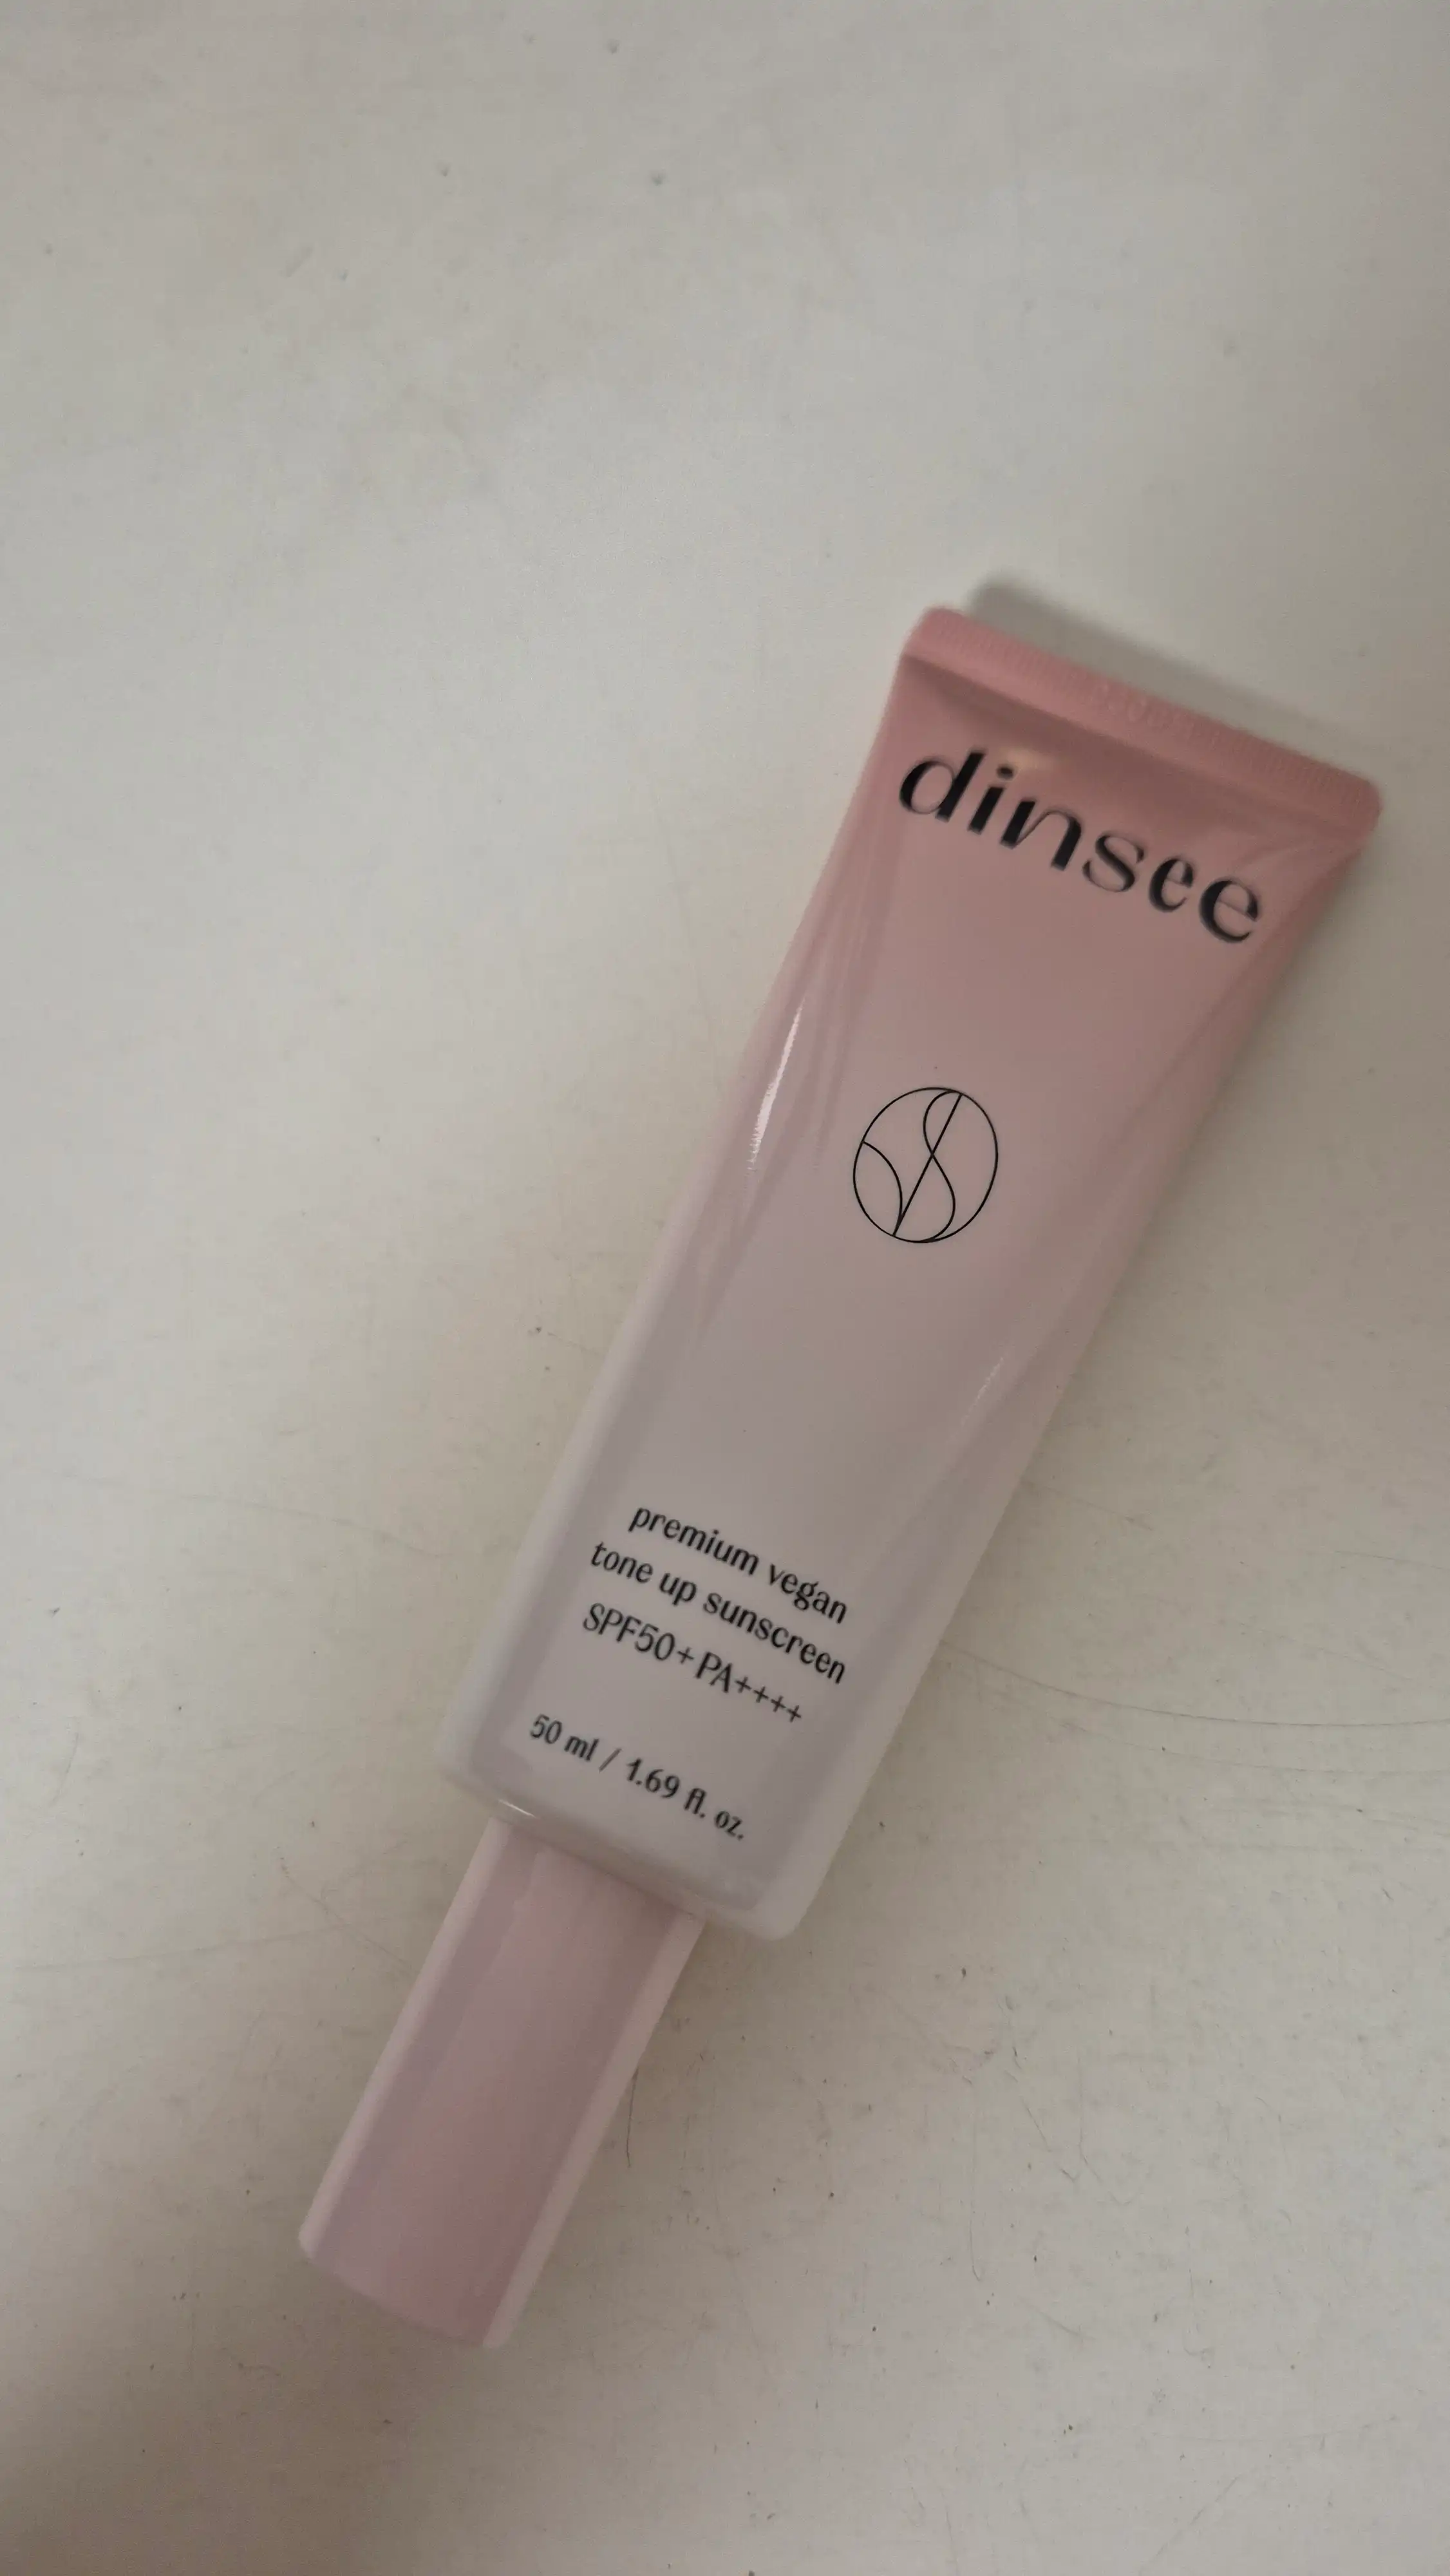 dinsee
premium vegan
tone up sunscreen
SPF50+PA++++
50 ml / 1.69 fl. oz.